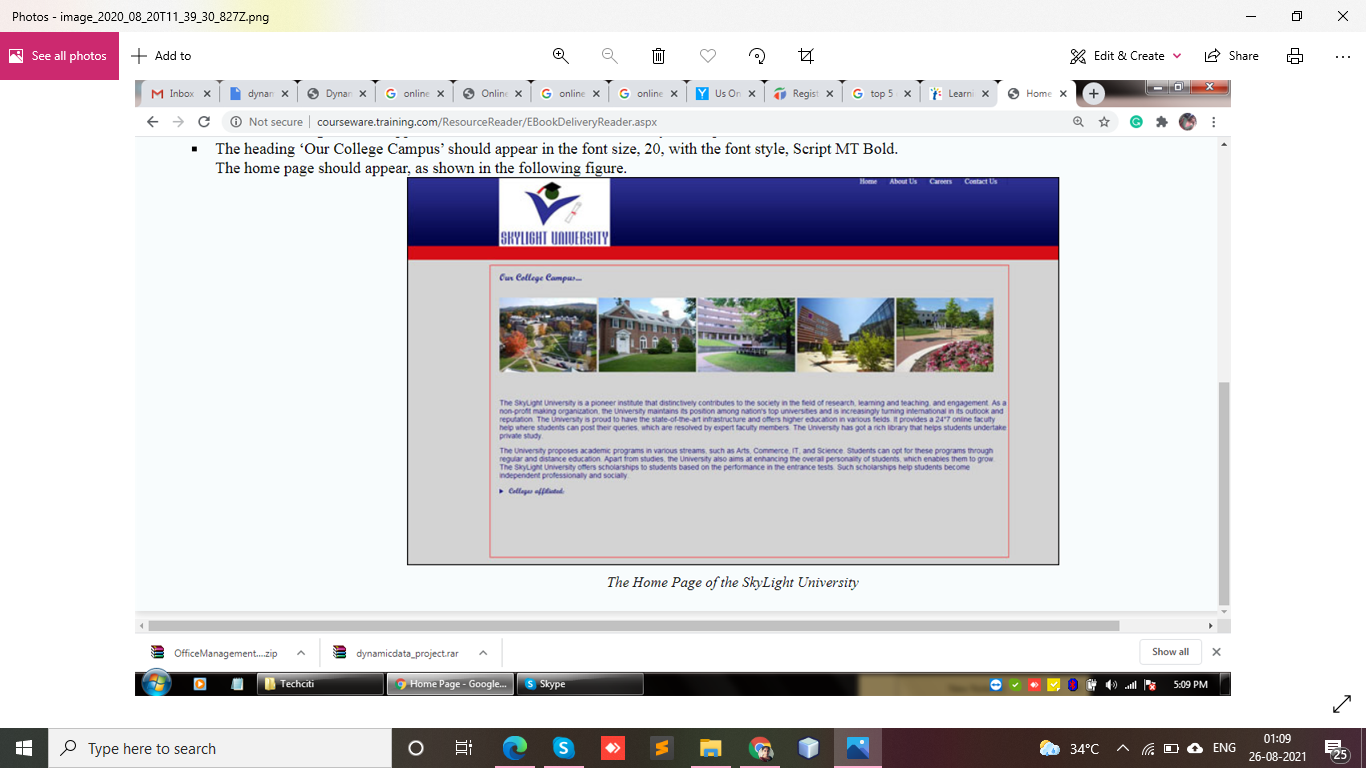 Photos - image_2020_08_20T11_39_30_827Z.png
See all photos
Add to
Edit & Create
Share
Inbox
dynan
Dynan
online
Online
online
online
Us On
Regist
top 5
Learni
Home
Not secure
courseware.training.com/ResourceReader/EBookDeliveryReader.aspx
The heading ‘Our College Campus’ should appear in the font size, 20, with the font style, Script MT Bold.
The home page should appear, as shown in the following figure.
Home About Us Careers Contact Us
SKYLIGHT UNIVERSITY
Our College Campus...
The SkyLight University is a pioneer institute that distinctively contributes to the society in the field of research, learning and teaching, and engagement. As a
non-profit making organization, the University maintains its position among nation's top universities and is increasingly turning international in its outlook and
reputation. The University is proud to have the state-of-the-art infrastructure and offers higher education in various fields. It provides a 24*7 online faculty
help where students can post their queries, which are resolved by expert faculty members. The University has got a rich library that helps students undertake
private study.
The University proposes academic programs in various streams, such as Arts, Commerce, IT, and Science. Students can opt for these programs through
regular and distance education. Apart from studies, the University also aims at enhancing the overall personality of students, which enables them to grow.
The SkyLight University offers scholarships to students based on the performance in the entrance tests. Such scholarships help students become
independent professionally and socially.
Colleges affiliated:
The Home Page of the SkyLight University
OfficeManagement....zip
dynamicdata_project.rar
Show all
Techciti
Home Page - Google...
Skype
5:09 PM
Type here to search
34°C
ENG
01:09
26-08-2021
25